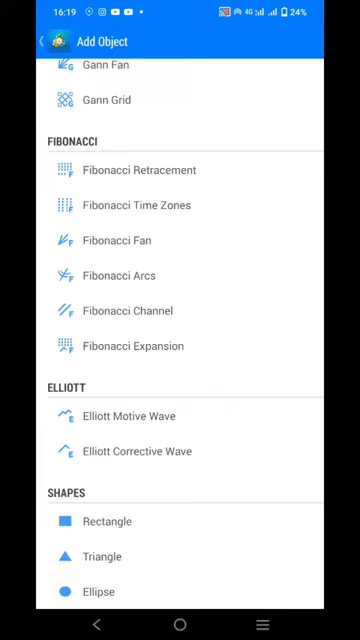 16:19
4G
24%
Add Object
Gann Fan
Gann Grid
FIBONACCI
Fibonacci Retracement
Fibonacci Time Zones
Fibonacci Fan
Fibonacci Arcs
Fibonacci Channel
Fibonacci Expansion
ELLIOTT
Elliott Motive Wave
Elliott Corrective Wave
SHAPES
Rectangle
Triangle
Ellipse